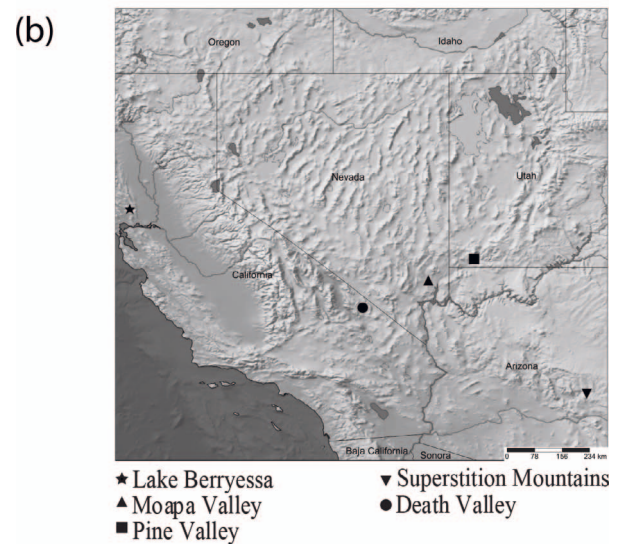 (b)
Oregon
Idaho
Nevada
Utah
California
Arizona
Baja California
Sonora
0 78 156 234 km
★ Lake Berryessa
▲ Moapa Valley
■ Pine Valley
▼ Superstition Mountains
● Death Valley